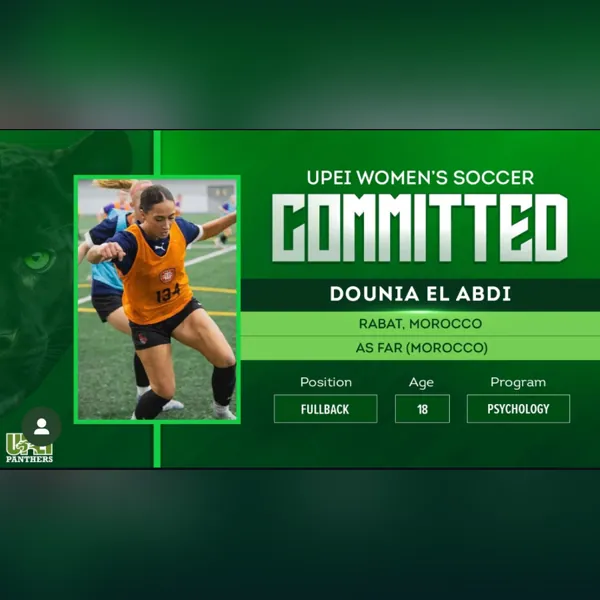 UPEI WOMEN'S SOCCER
COMMITTED
DOUNIA EL ABDI
RABAT, MOROCCO
AS FAR (MOROCCO)
Position
Age
Program
FULLBACK
18
PSYCHOLOGY
134
UPEI
PANTHERS